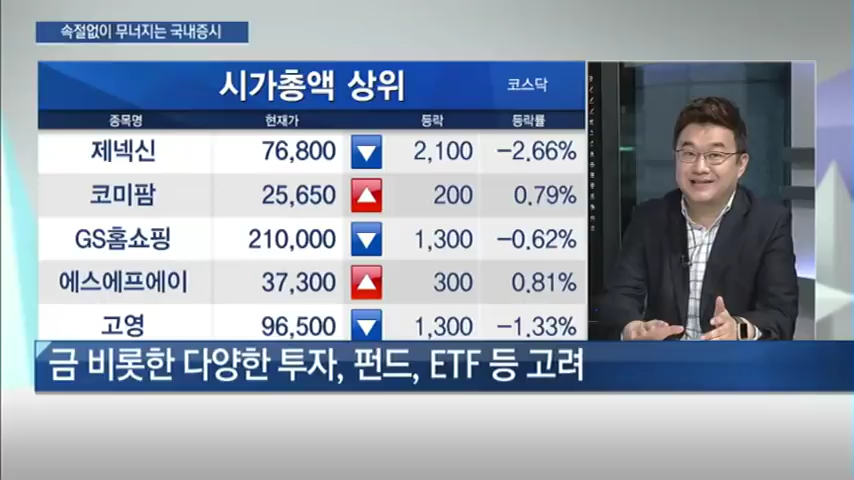 속절없이 무너지는 국내증시
시가총액 상위 코스닥
종목명 현재가 등락 등락률
제넥신 76,800 ▼ 2,100 -2.66%
코미팜 25,650 ▲ 200 0.79%
GS홈쇼핑 210,000 ▼ 1,300 -0.62%
에스에프에이 37,300 ▲ 300 0.81%
고영 96,500 ▼ 1,300 -1.33%
금 비롯한 다양한 투자, 펀드, ETF 등 고려